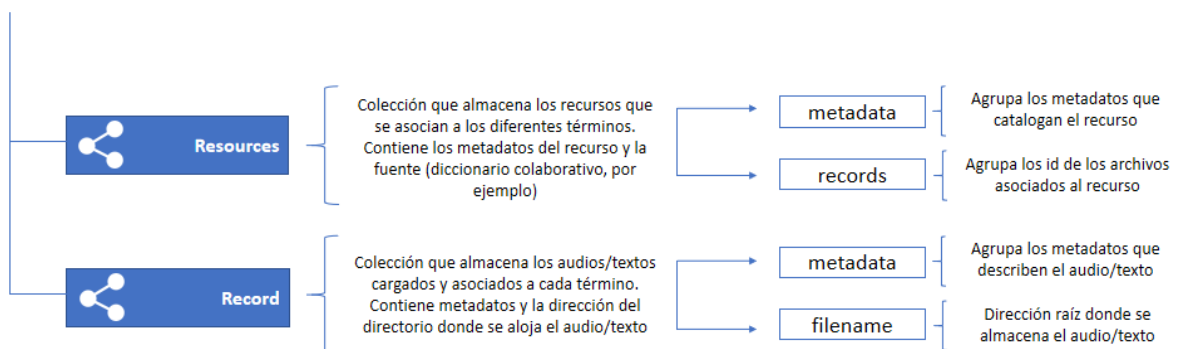 Resources
Colección que almacena los recursos que
se asocian a los diferentes términos.
Contiene los metadatos del recurso y la
fuente (diccionario colaborativo, por
ejemplo)
metadata
Agrupa los metadatos que
catalogan el recurso
records
Agrupa los id de los archivos
asociados al recurso
Record
Colección que almacena los audios/textos
cargados y asociados a cada término.
Contiene metadatos y la dirección del
directorio donde se aloja el audio/texto
metadata
Agrupa los metadatos que
describen el audio/texto
filename
Dirección raíz donde se
almacena el audio/texto